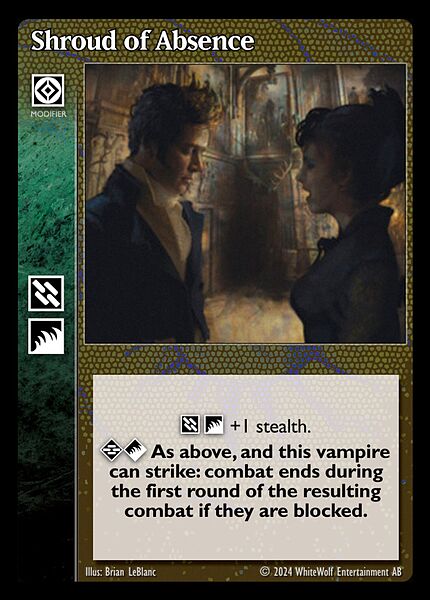 Shroud of Absence
MODIFIER
+1 stealth.
As above, and this vampire
can strike: combat ends during
the first round of the resulting
combat if they are blocked.
Illus: Brian LeBlanc
© 2024 WhiteWolf Entertainment AB